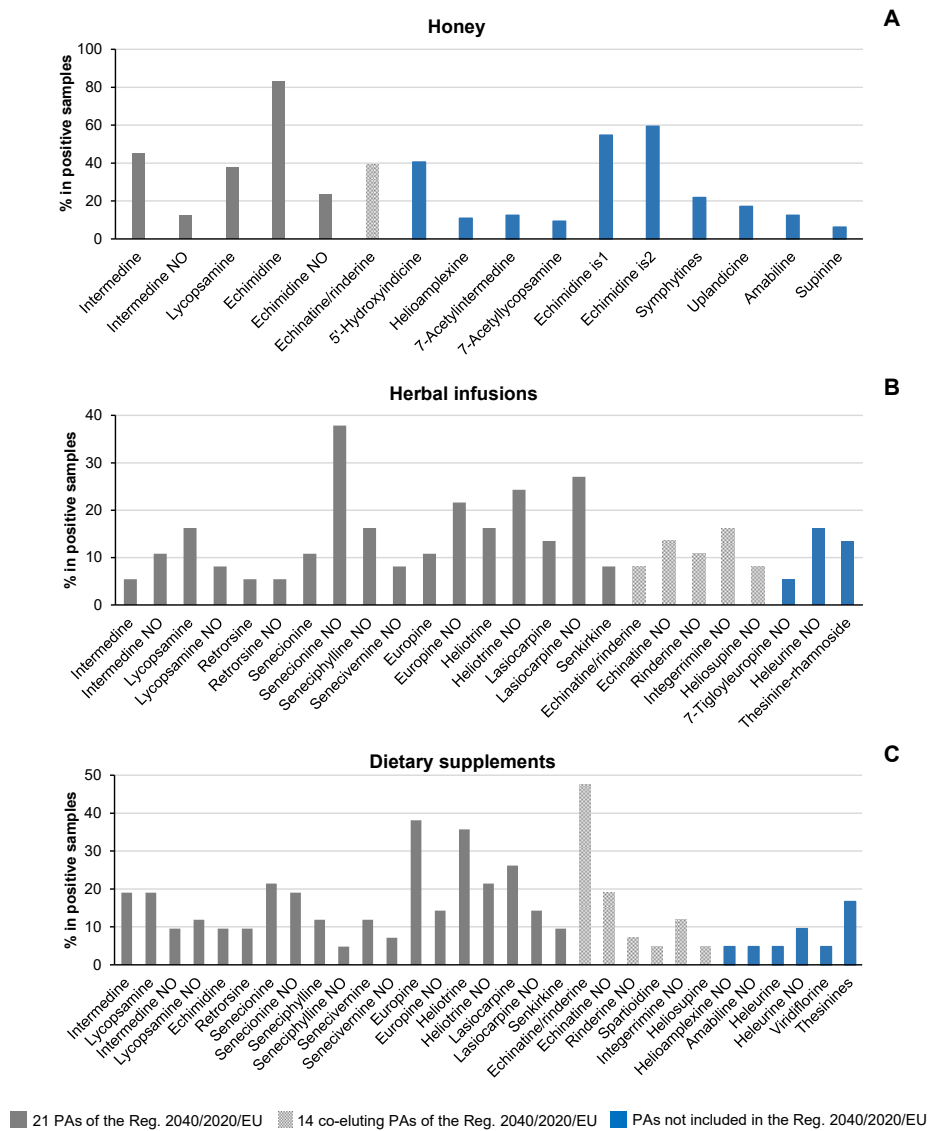 A
Honey
% in positive samples
100
80
60
40
20
0
Intermedine
Intermedine NO
Lycopsamine
Echimidine
Echimidine NO
Echinatine/rinderine
5'-Hydroxyindicine
Helioamplexine
7-Acetylintermedine
7-Acetyllycopsamine
Echimidine is1
Echimidine is2
Symphytines
Uplandicine
Amabiline
Supinine
B
Herbal infusions
% in positive samples
40
30
20
10
0
Intermedine
Intermedine NO
Lycopsamine
Lycopsamine NO
Retrorsine
Retrorsine NO
Senecionine
Senecionine NO
Seneciphylline NO
Senecivernine NO
Europine
Europine NO
Heliotrine
Heliotrine NO
Lasiocarpine
Lasiocarpine NO
Senkirkine
Echinatine/rinderine
Echinatine NO
Rinderine NO
Integerrimine NO
Heliosupine NO
7-Tigloyleuropine NO
Heleurine NO
Thesinine-rhamnoside
C
Dietary supplements
% in positive samples
50
40
30
20
10
0
Intermedine
Lycopsamine
Intermedine NO
Lycopsamine NO
Echimidine
Retrorsine
Senecionine
Senecionine NO
Seneciphylline
Seneciphylline NO
Senecivernine
Senecivernine NO
Europine
Europine NO
Heliotrine
Heliotrine NO
Lasiocarpine
Lasiocarpine NO
Senkirkine
Echinatine/rinderine
Echinatine NO
Rinderine NO
Spartioidine
Integerrimine NO
Heliosupine
Helioamplexine NO
Amabiline NO
Heleurine
Heleurine NO
Viridiflorine
Thesinines
21 PAs of the Reg. 2040/2020/EU
14 co-eluting PAs of the Reg. 2040/2020/EU
PAs not included in the Reg. 2040/2020/EU